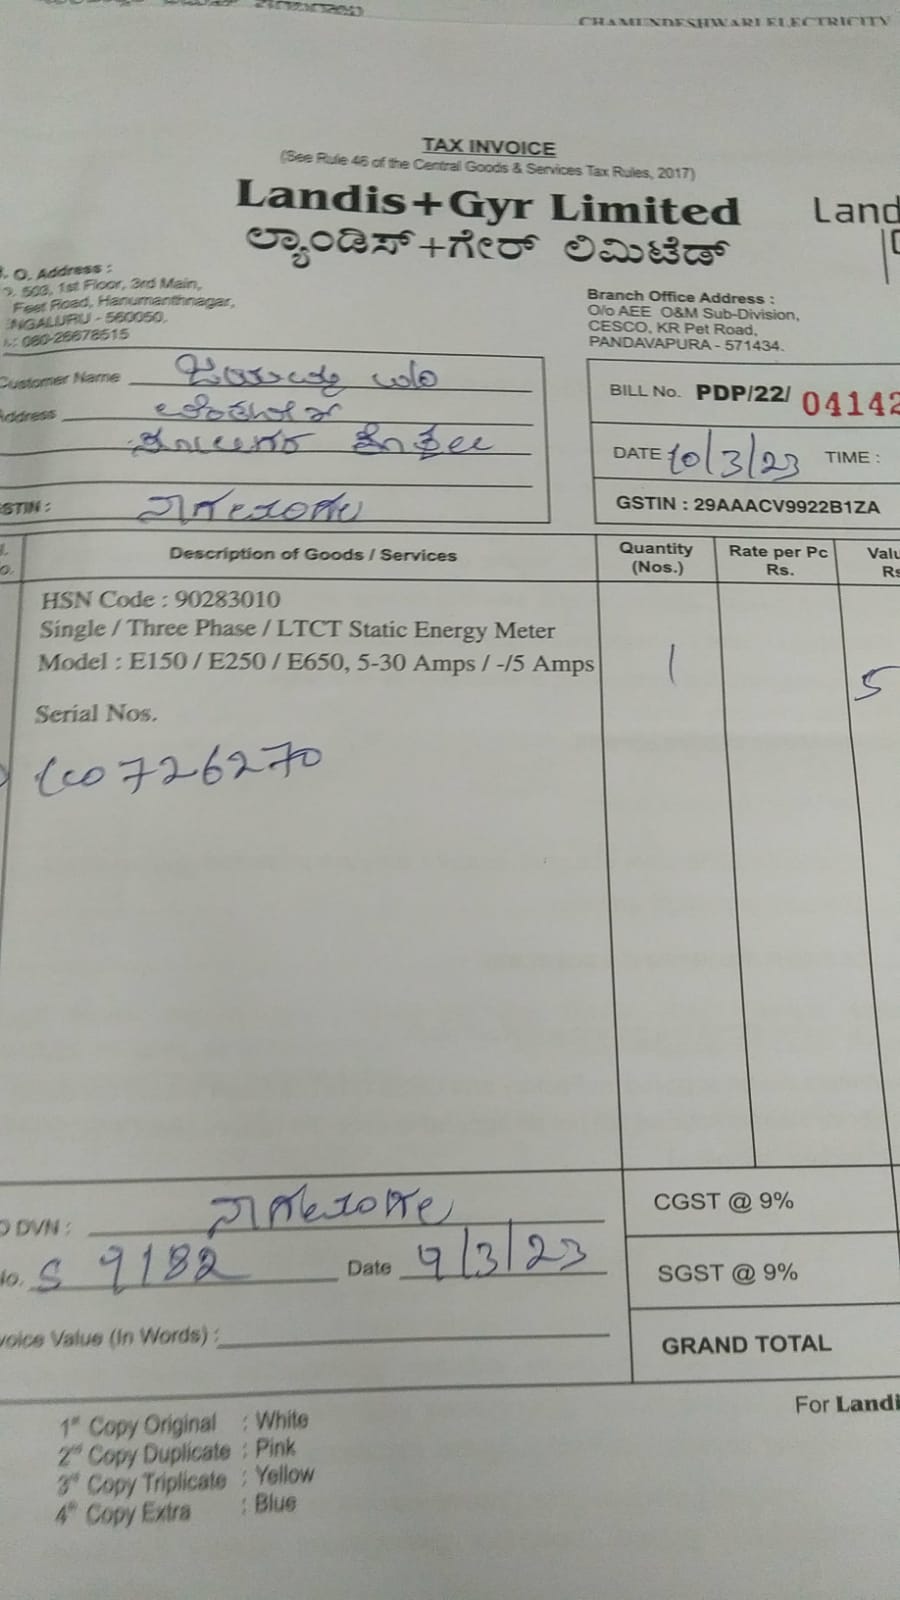 CHAMUNDESHWARI ELECTRICITY
TAX INVOICE
(See Rule 46 of the Central Goods & Services Tax Rules, 2017)
Landis+Gyr Limited
Land
ಲ್ಯಾಂಡಿಸ್+ಗೇರ್ ಲಿಮಿಟೆಡ್
O. Address :
503, 1st Floor, 3rd Main,
Feet Road, Hanumanthnagar,
NGALURU - 560050.
080-26678515
Branch Office Address :
O/o AEE O&M Sub-Division,
CESCO, KR Pet Road,
PANDAVAPURA - 571434.
Customer Name
Address
STIN :
BILL No. PDP/22/ 04142
DATE 10/3/23 TIME :
GSTIN : 29AAACV9922B1ZA
Description of Goods / Services Quantity (Nos.) Rate per Pc Rs. Valu Rs
HSN Code : 90283010
Single / Three Phase / LTCT Static Energy Meter
Model : E150 / E250 / E650, 5-30 Amps / -/5 Amps 1 5
Serial Nos.
726270
DVN :
CGST @ 9%
No. S 9182 Date 9/3/23
SGST @ 9%
voice Value (In Words) :
GRAND TOTAL
For Landi
1st Copy Original : White
2nd Copy Duplicate : Pink
3rd Copy Triplicate : Yellow
4th Copy Extra : Blue